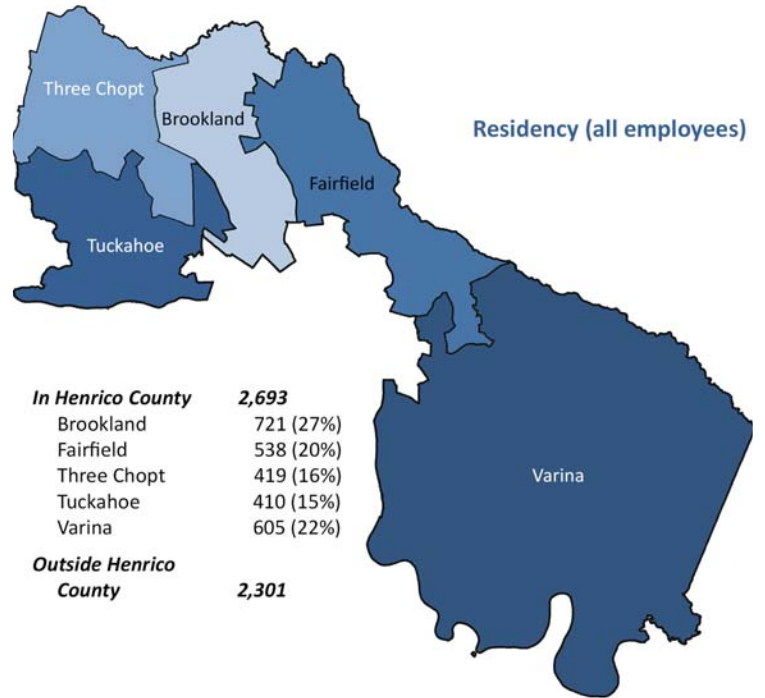 Three Chopt
Brookland
Residency (all employees)
Fairfield
Tuckahoe
In Henrico County 2,693
Brookland 721 (27%)
Fairfield 538 (20%)
Three Chopt 419 (16%)
Tuckahoe 410 (15%)
Varina 605 (22%)
Varina
Outside Henrico
County 2,301